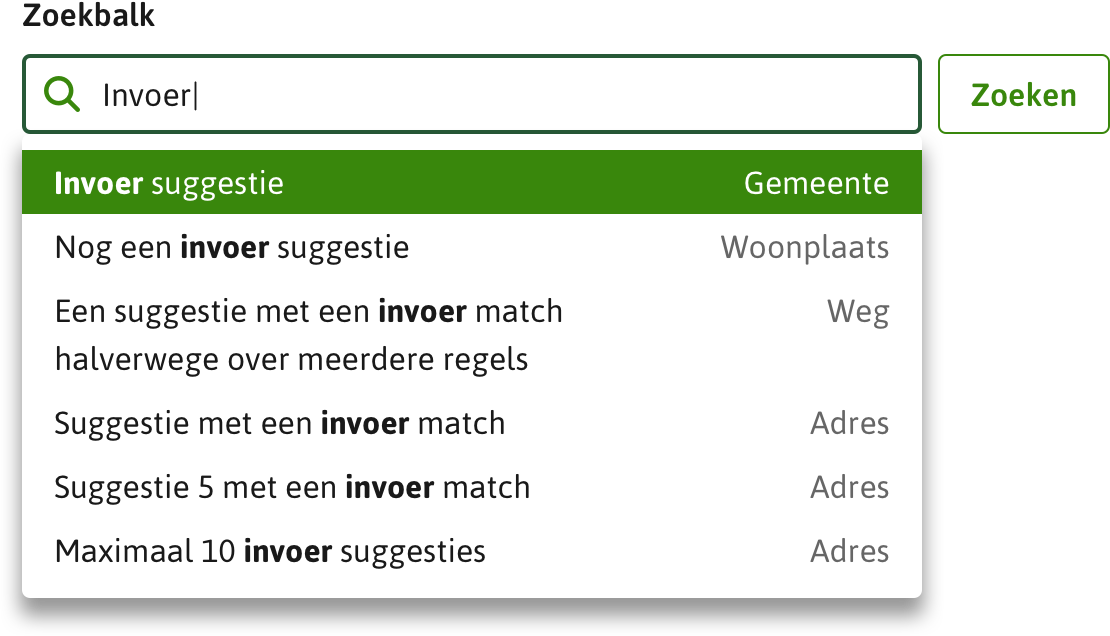 Zoekbalk
Invoer
Zoeken
Invoer suggestie Gemeente
Nog een invoer suggestie Woonplaats
Een suggestie met een invoer match Weg
halverwege over meerdere regels
Suggestie met een invoer match Adres
Suggestie 5 met een invoer match Adres
Maximaal 10 invoer suggesties Adres